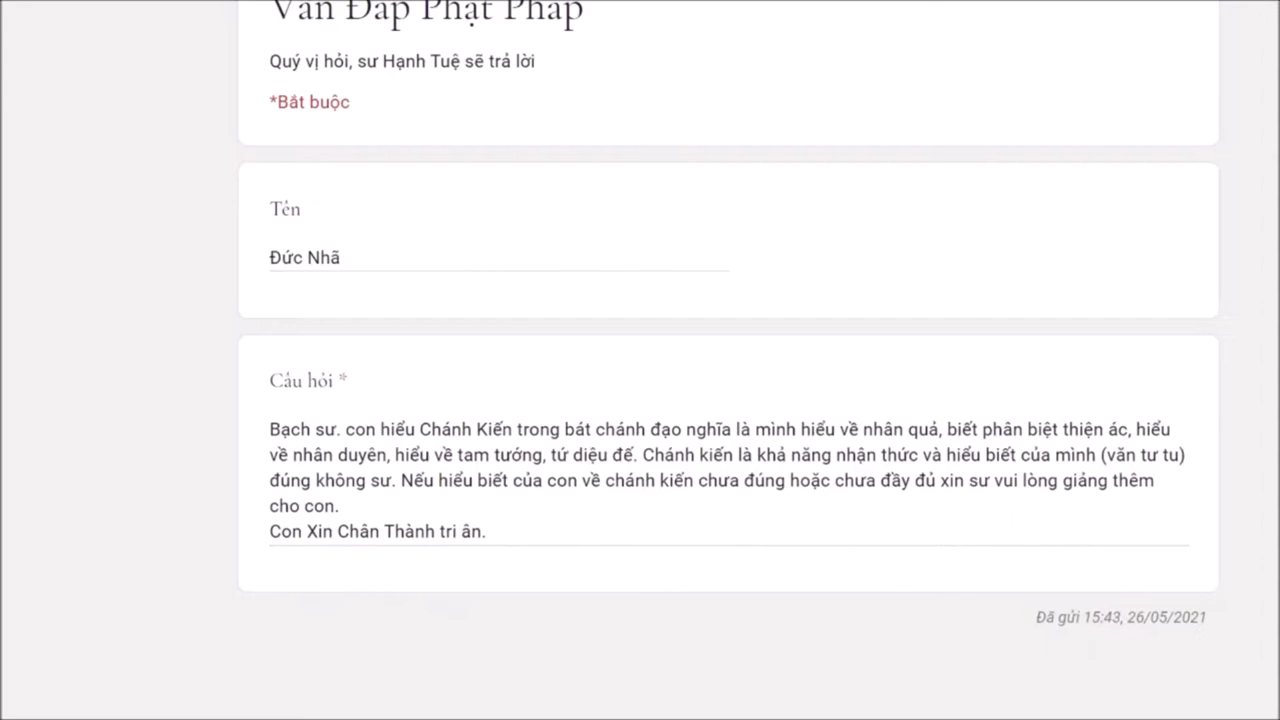 Vấn Đáp Phật Pháp
Quý vị hỏi, sư Hạnh Tuệ sẽ trả lời
*Bắt buộc
Tên
Đức Nhã
Câu hỏi *
Bạch sư. con hiểu Chánh Kiến trong bát chánh đạo nghĩa là mình hiểu về nhân quả, biết phân biệt thiện ác, hiểu
về nhân duyên, hiểu về tam tướng, tứ diệu đế. Chánh kiến là khả năng nhận thức và hiểu biết của mình (văn tư tu)
đúng không sư. Nếu hiểu biết của con về chánh kiến chưa đúng hoặc chưa đầy đủ xin sư vui lòng giảng thêm
cho con.
Con Xin Chân Thành tri ân.
Đã gửi 15:43, 26/05/2021